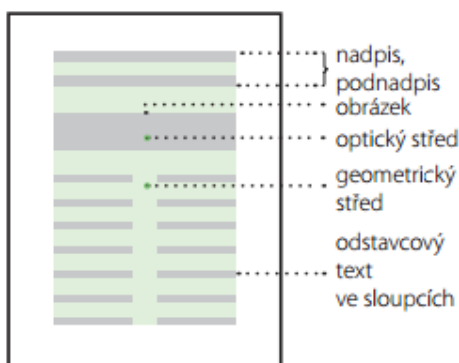 nadpis,
podnadpis
obrázek
optický střed
geometrický
střed
odstavcový
text
ve sloupcích